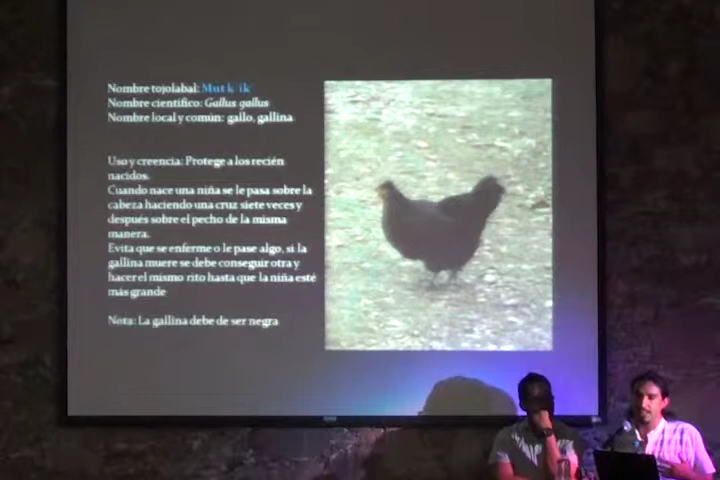 Nombre tojolabal: Mut k´ik´
Nombre científico: Gallus gallus
Nombre local y común: gallo, gallina
Uso y creencia: Protege a los recién
nacidos.
Cuando nace una niña se le pasa sobre la
cabeza haciendo una cruz siete veces y
después sobre el pecho de la misma
manera.
Evita que se enferme o le pase algo, si la
gallina muere se debe conseguir otra y
hacer el mismo rito hasta que la niña esté
más grande
Nota: La gallina debe de ser negra